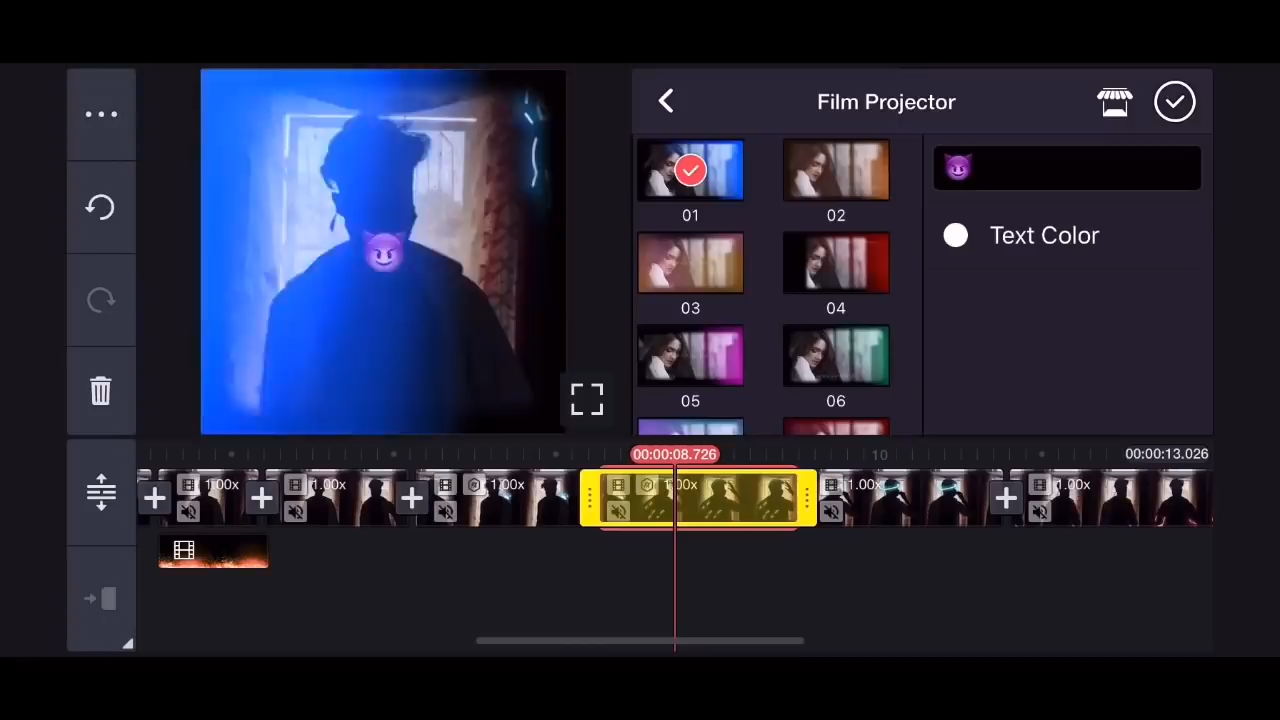 Film Projector
😈
Text Color
01
02
03
04
05
06
00:00:08.726
10
00:00:13.026
1.00x
1.00x
1.00x
1.00x
1.00x
1.00x